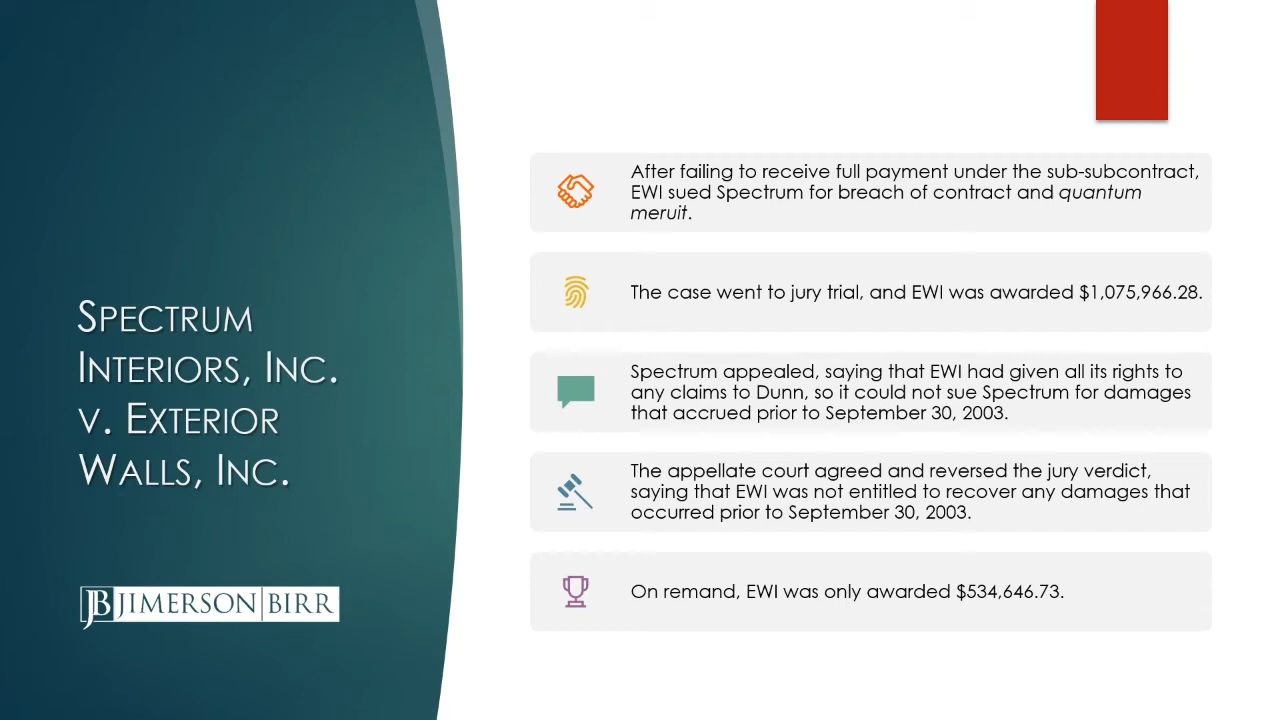 SPECTRUM
INTERIORS, INC.
V. EXTERIOR
WALLS, INC.
JB JIMERSON BIRR
After failing to receive full payment under the sub-subcontract,
EWI sued Spectrum for breach of contract and quantum
meruit.
The case went to jury trial, and EWI was awarded $1,075,966.28.
Spectrum appealed, saying that EWI had given all its rights to
any claims to Dunn, so it could not sue Spectrum for damages
that accrued prior to September 30, 2003.
The appellate court agreed and reversed the jury verdict,
saying that EWI was not entitled to recover any damages that
occurred prior to September 30, 2003.
On remand, EWI was only awarded $534,646.73.